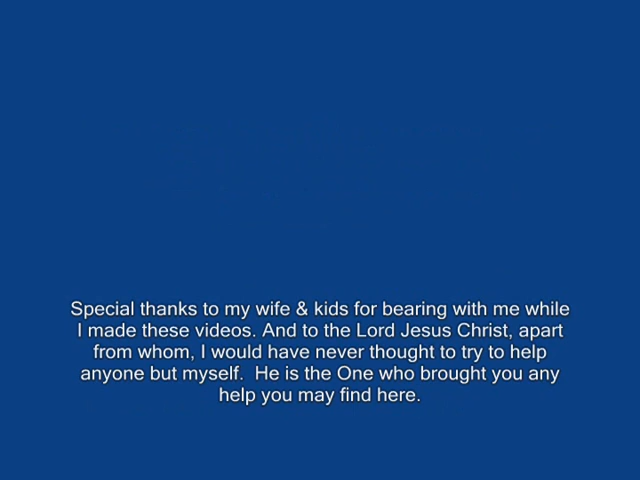 Special thanks to my wife & kids for bearing with me while
I made these videos. And to the Lord Jesus Christ, apart
from whom, I would have never thought to try to help
anyone but myself.  He is the One who brought you any
help you may find here.